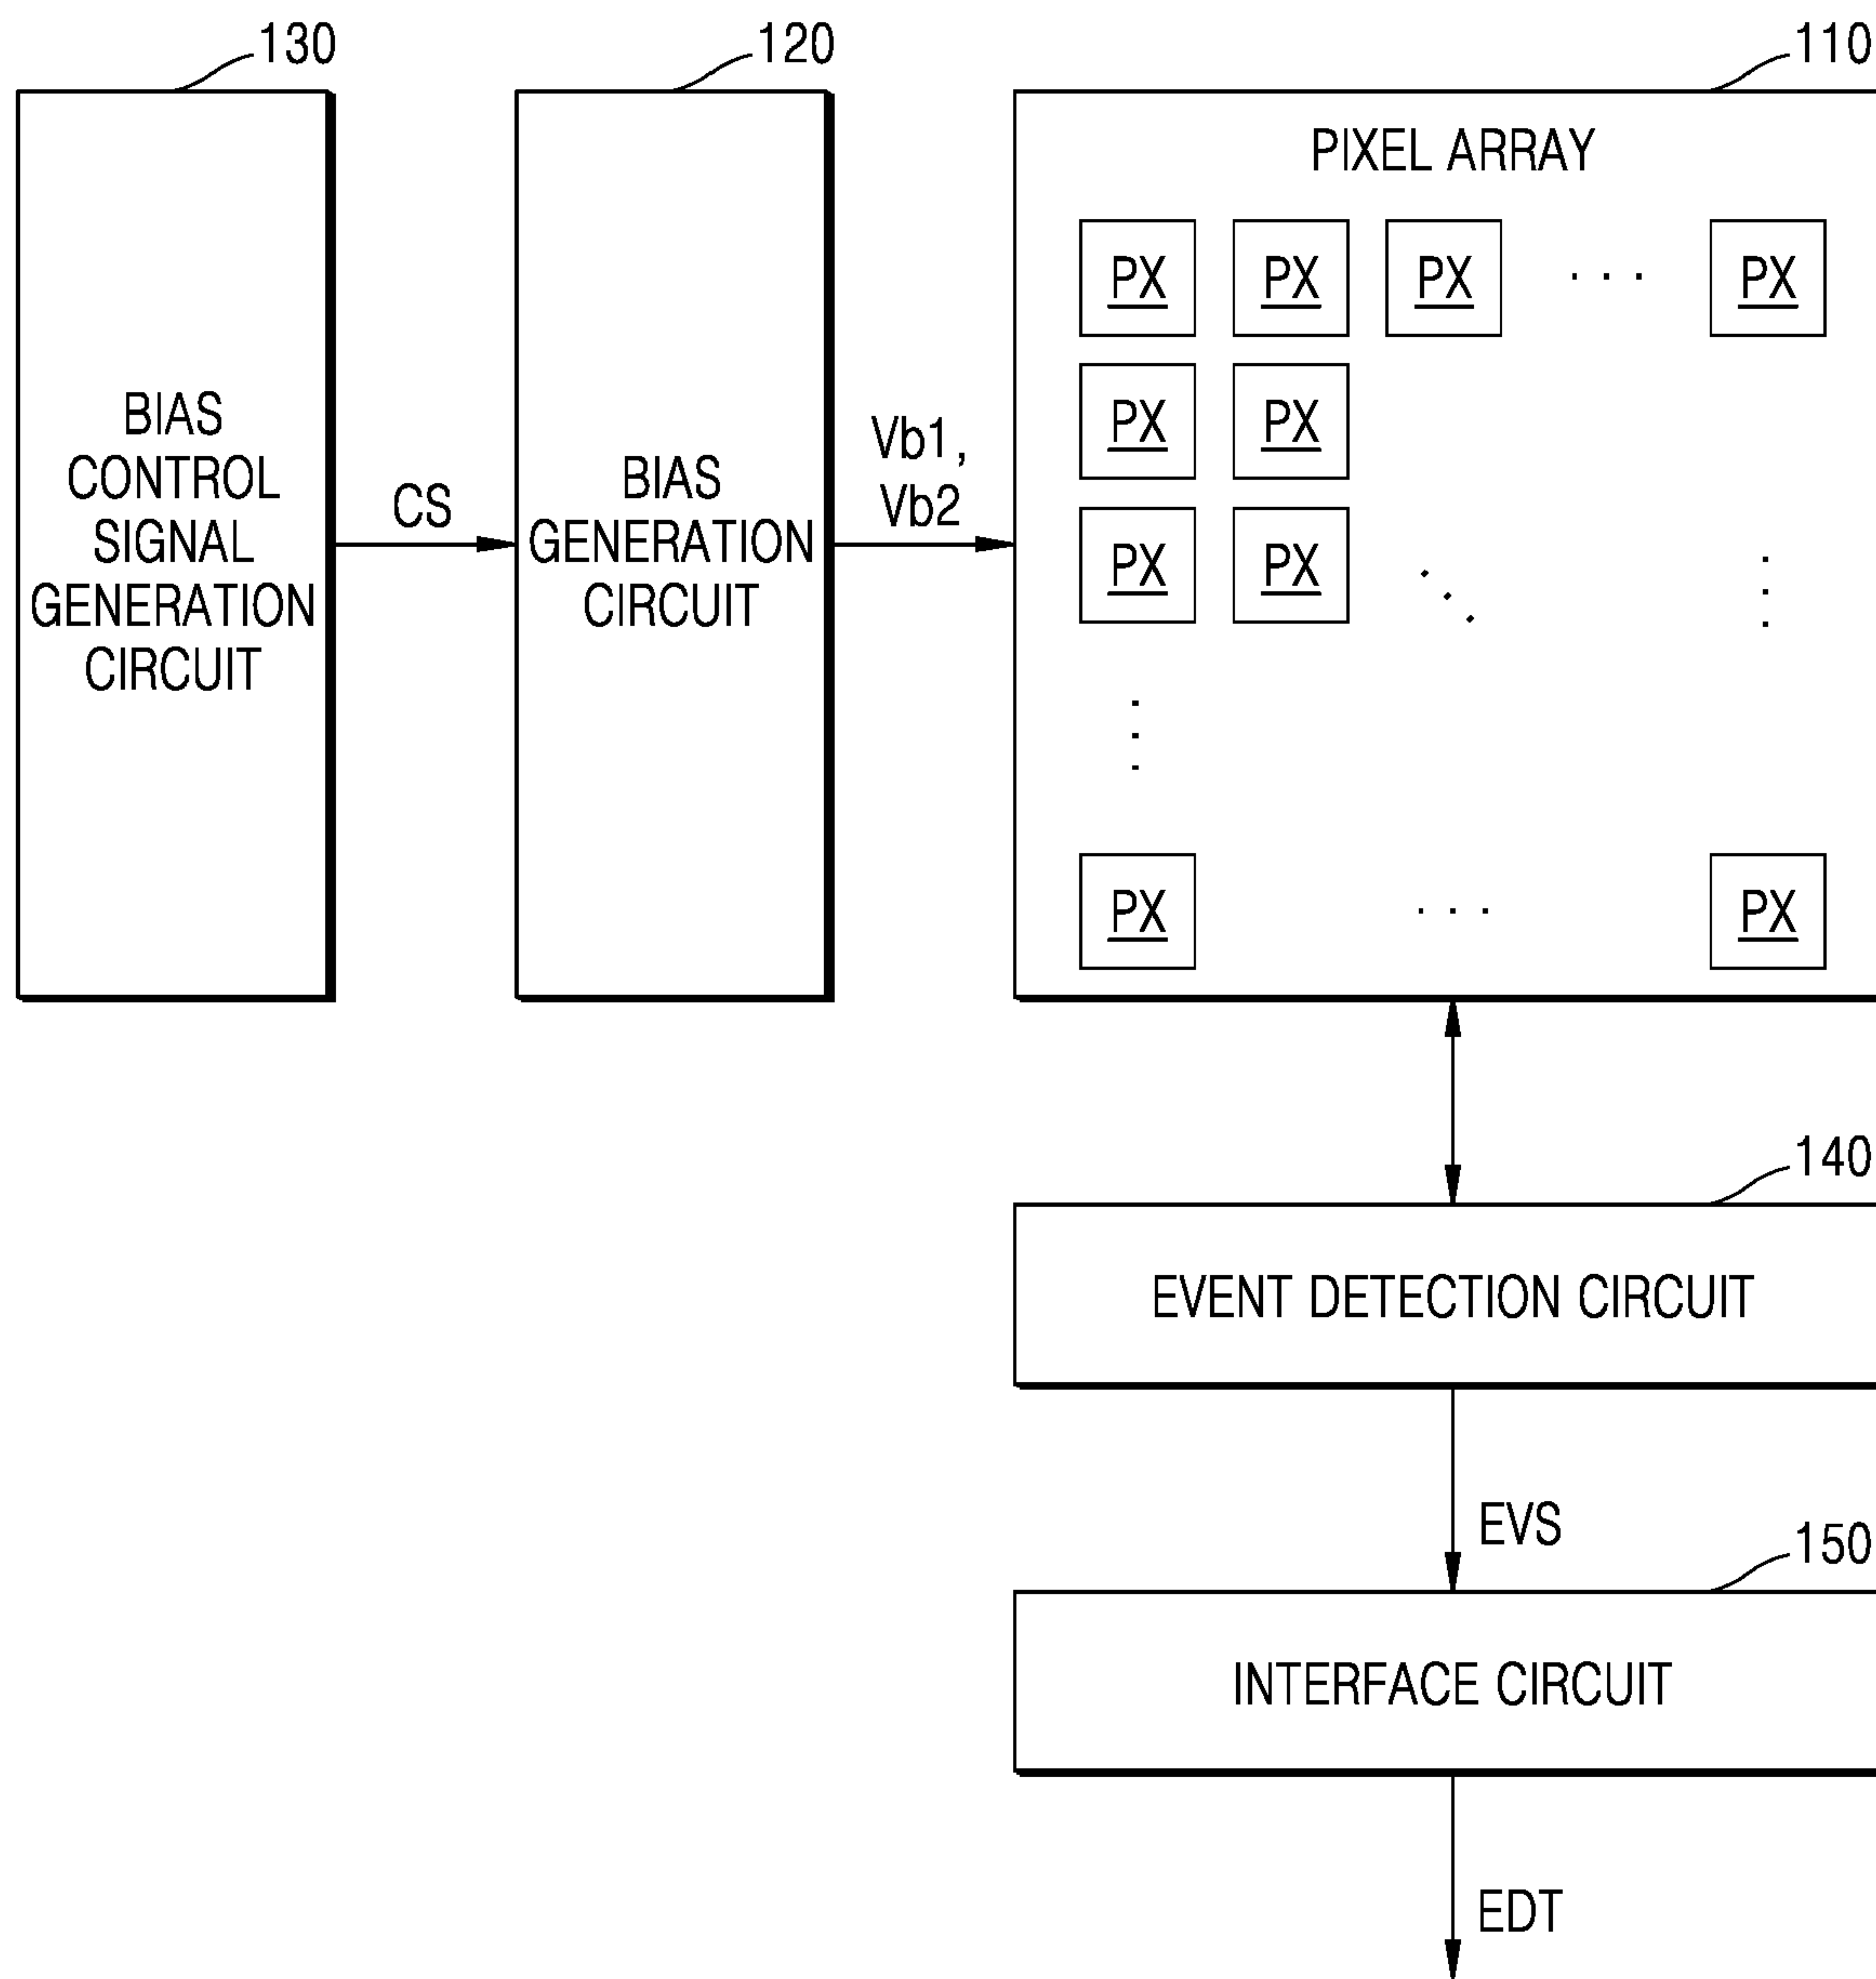 130
120
110
BIAS
CONTROL
SIGNAL
GENERATION
CIRCUIT
CS
BIAS
GENERATION
CIRCUIT
Vb1,
Vb2
PIXEL ARRAY
PX PX PX · · · PX
PX PX
PX PX
PX · · · PX
140
EVENT DETECTION CIRCUIT
EVS
150
INTERFACE CIRCUIT
EDT